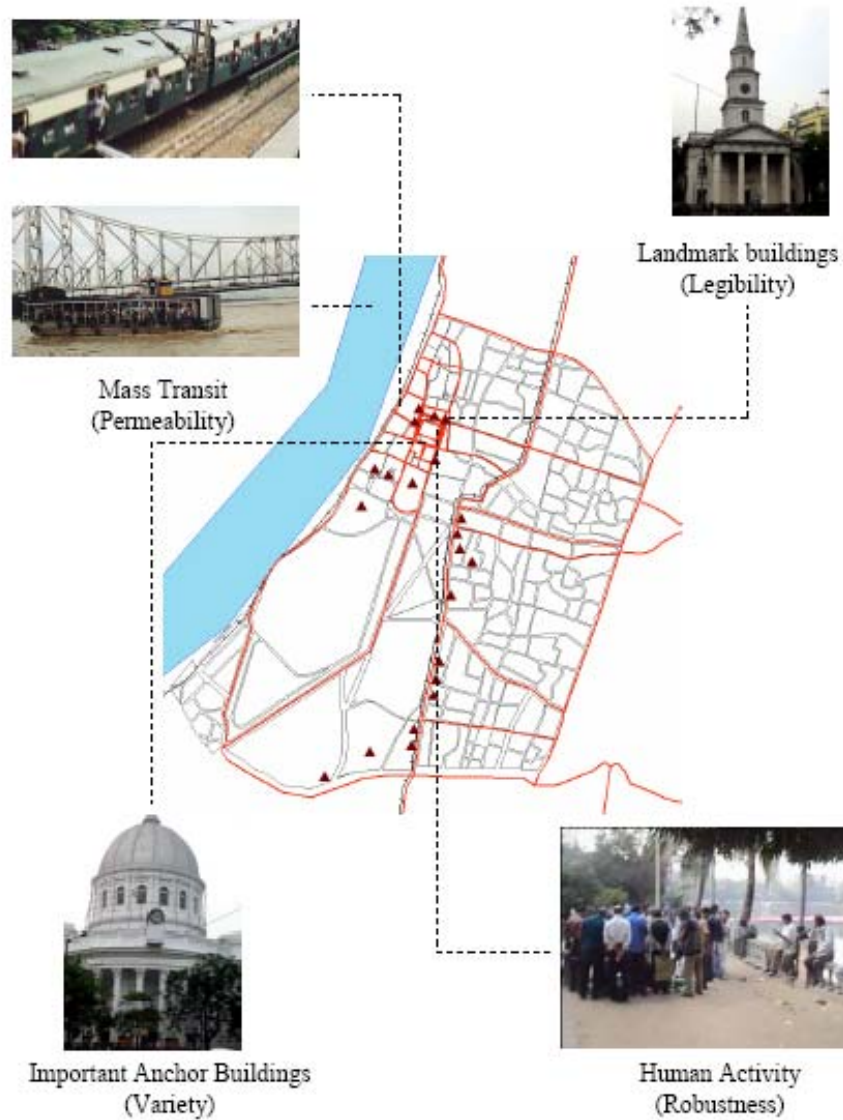 Landmark buildings
(Legibility)
Mass Transit
(Permeability)
Important Anchor Buildings
(Variety)
Human Activity
(Robustness)